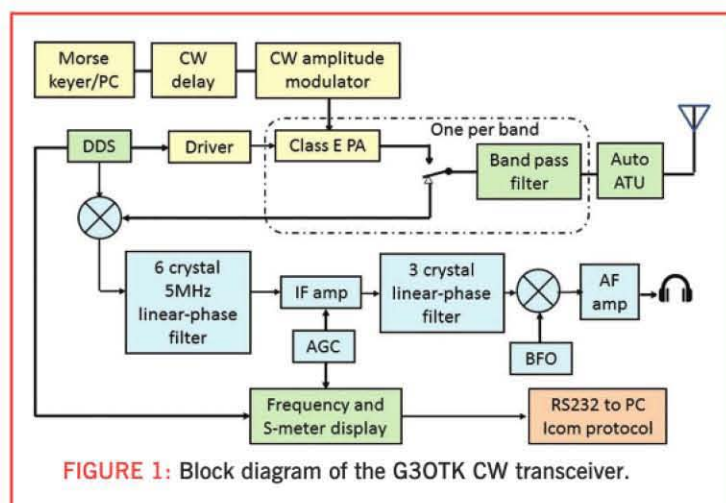 Morse
keyer/PC
CW
delay
CW amplitude
modulator
One per band
DDS
Driver
Class E PA
Band pass
filter
Auto
ATU
6 crystal
5MHz
linear-phase
filter
IF amp
3 crystal
linear-phase
filter
AF
amp
AGC
BFO
Frequency and
S-meter display
RS232 to PC
Icom protocol
FIGURE 1: Block diagram of the G3OTK CW transceiver.